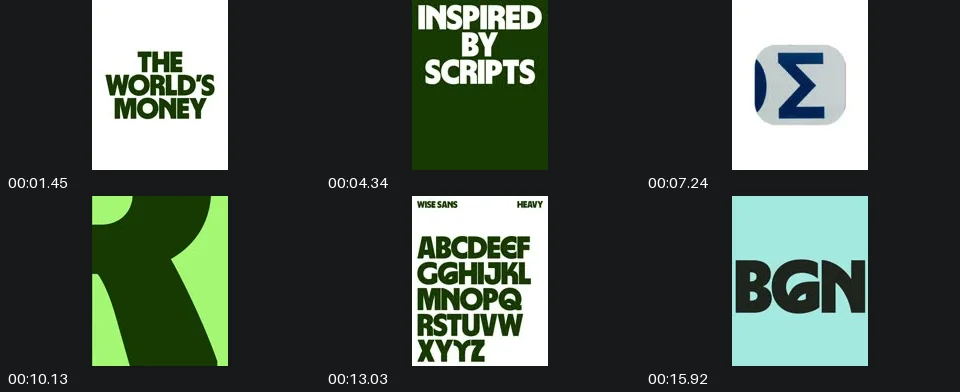 THE
WORLD'S
MONEY
00:01.45
INSPIRED
BY
SCRIPTS
00:04.34
Σ
00:07.24
R
00:10.13
WISE SANS HEAVY
ABCDEEF
GGHIJKL
MNOPQ
RSTUVW
XYYZ
00:13.03
BGN
00:15.92